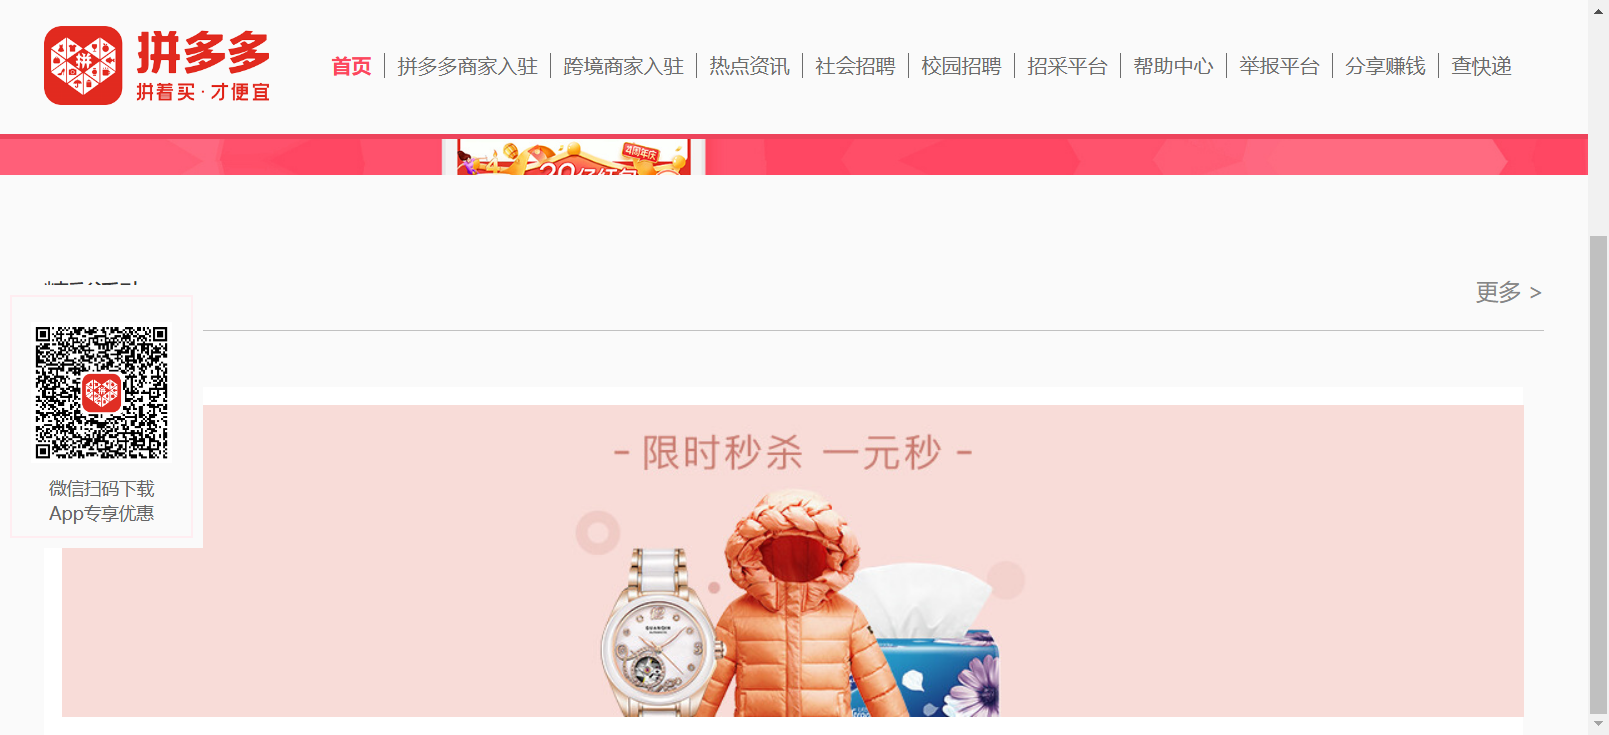 拼多多
拼着买·才便宜
首页
拼多多商家入驻
跨境商家入驻
热点资讯
社会招聘
校园招聘
招采平台
帮助中心
举报平台
分享赚钱
查快递
周年庆
更多 >
微信扫码下载
App专享优惠
- 限时秒杀 一元秒 -
GUANQIN